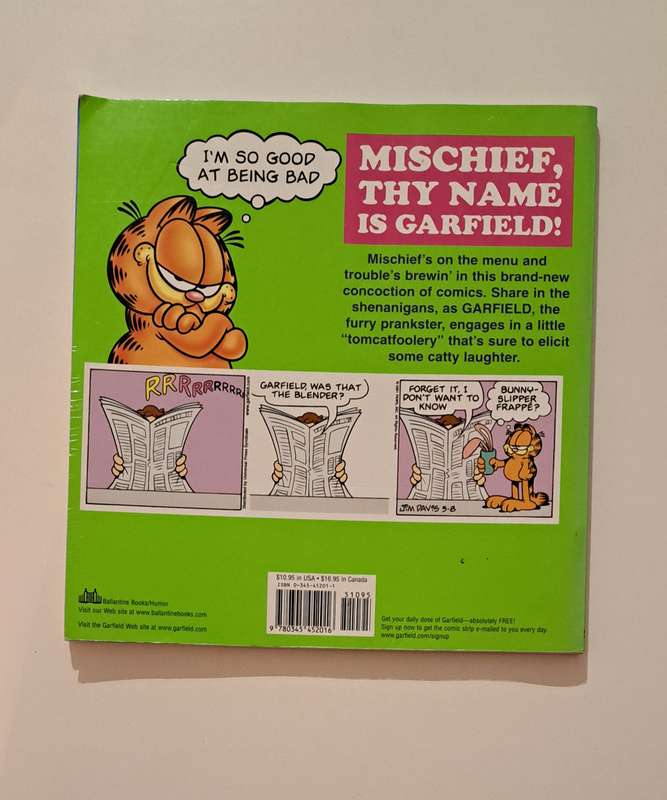 I'M SO GOOD
AT BEING BAD
MISCHIEF,
THY NAME
IS GARFIELD!
Mischief's on the menu and
trouble's brewin' in this brand-new
concoction of comics. Share in the
shenanigans, as GARFIELD, the
furry prankster, engages in a little
"tomcatfoolery" that's sure to elicit
some catty laughter.
RRRRRRRRR
www.garfield.com
GARFIELD, WAS THAT
THE BLENDER?
FORGET IT, I
DON'T WANT TO
KNOW
BUNNY-
SLIPPER
FRAPPÉ?
JIM DAVIS 5-8
Ballantine Books/Humor
Visit our Web site at www.ballantinebooks.com
Visit the Garfield Web site at www.garfield.com
$10.95 in USA • $16.95 in Canada
ISBN 0-345-45201-1
51095
9 780345 452016
Get your daily dose of Garfield—absolutely FREE!
Sign up now to get the comic strip e-mailed to you every day.
www.garfield.com/signup